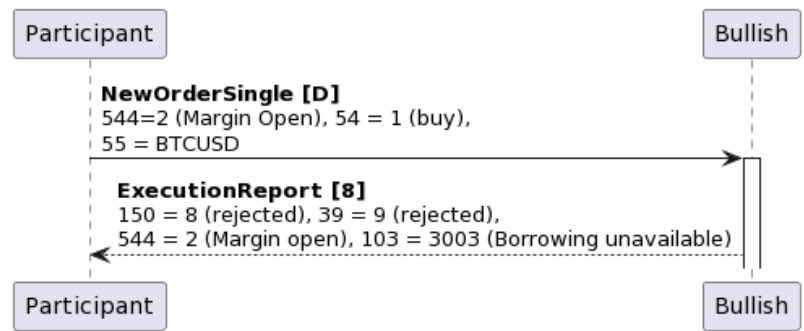 Participant
Bullish
NewOrderSingle [D]
544=2 (Margin Open), 54 = 1 (buy),
55 = BTCUSD
ExecutionReport [8]
150 = 8 (rejected), 39 = 9 (rejected),
544 = 2 (Margin open), 103 = 3003 (Borrowing unavailable)
Participant
Bullish